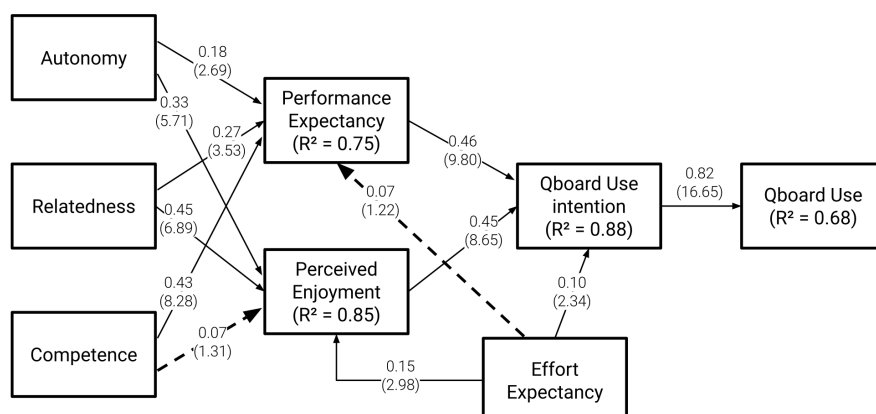 Autonomy
0.18
(2.69)
0.33
(5.71)
Performance
Expectancy
(R² = 0.75)
0.27
(3.53)
0.46
(9.80)
Relatedness
0.45
(6.89)
0.07
(1.22)
Qboard Use
intention
(R² = 0.88)
0.82
(16.65)
Qboard Use
(R² = 0.68)
0.45
(8.65)
0.43
(8.28)
Perceived
Enjoyment
(R² = 0.85)
0.10
(2.34)
Competence
0.07
(1.31)
0.15
(2.98)
Effort
Expectancy